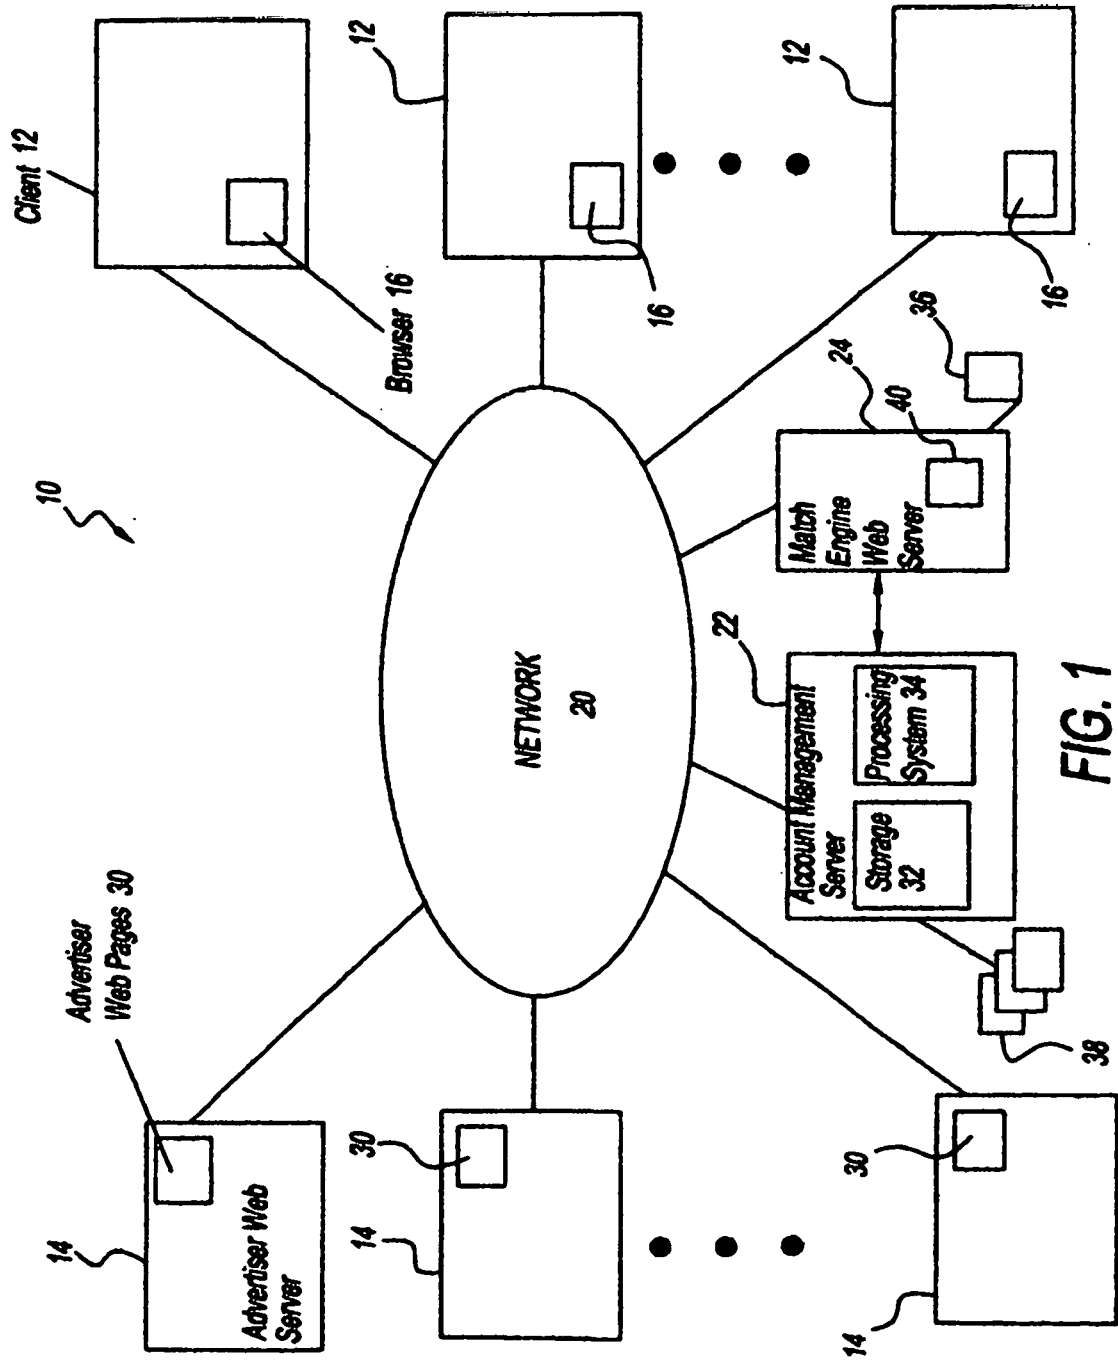 Client 12
10
14
Advertiser
Web Pages 30
Advertiser Web
Server
Browser 16
14
30
12
16
NETWORK
20
22
24
12
Account Management
Server
Storage
32
Processing
System 34
Match
Engine
Web
Server
40
36
16
14
30
38
FIG. 1